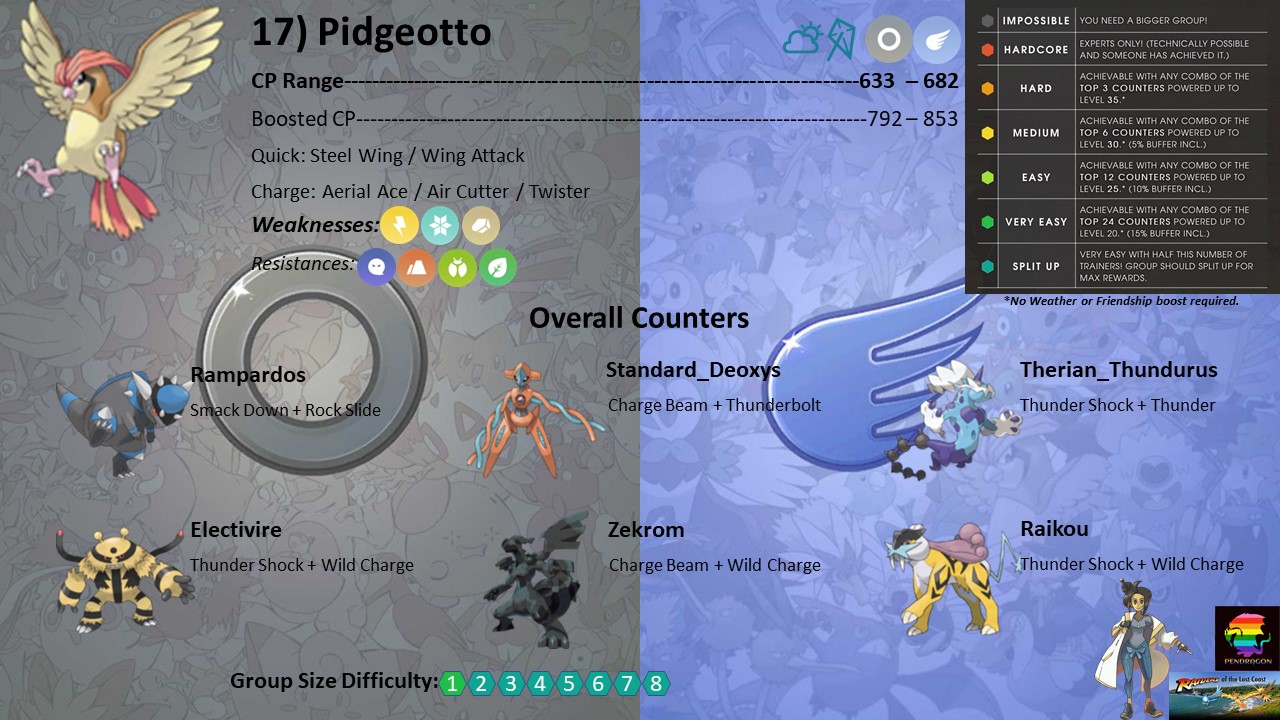 17) Pidgeotto
CP Range--------------------------------------------------------------------------633 – 682
Boosted CP-------------------------------------------------------------------------792 – 853
Quick: Steel Wing / Wing Attack
Charge: Aerial Ace / Air Cutter / Twister
Weaknesses:
Resistances:
IMPOSSIBLE YOU NEED A BIGGER GROUP!
HARDCORE EXPERTS ONLY! (TECHNICALLY POSSIBLE
AND SOMEONE HAS ACHIEVED IT.)
HARD ACHIEVABLE WITH ANY COMBO OF THE
TOP 3 COUNTERS POWERED UP TO
LEVEL 35.*
MEDIUM ACHIEVABLE WITH ANY COMBO OF THE
TOP 6 COUNTERS POWERED UP TO
LEVEL 30.* (5% BUFFER INCL.)
EASY ACHIEVABLE WITH ANY COMBO OF THE
TOP 12 COUNTERS POWERED UP TO
LEVEL 25.* (10% BUFFER INCL.)
VERY EASY ACHIEVABLE WITH ANY COMBO OF THE
TOP 24 COUNTERS POWERED UP TO
LEVEL 20.* (15% BUFFER INCL.)
SPLIT UP VERY EASY WITH HALF THIS NUMBER OF
TRAINERS! GROUP SHOULD SPLIT UP FOR
MAX REWARDS.
*No Weather or Friendship boost required.
Overall Counters
Rampardos
Smack Down + Rock Slide
Standard_Deoxys
Charge Beam + Thunderbolt
Therian_Thundurus
Thunder Shock + Thunder
Electivire
Thunder Shock + Wild Charge
Zekrom
Charge Beam + Wild Charge
Raikou
Thunder Shock + Wild Charge
Group Size Difficulty: 1 2 3 4 5 6 7 8
PENDRAGON
RAIDERS of the Lost Coast